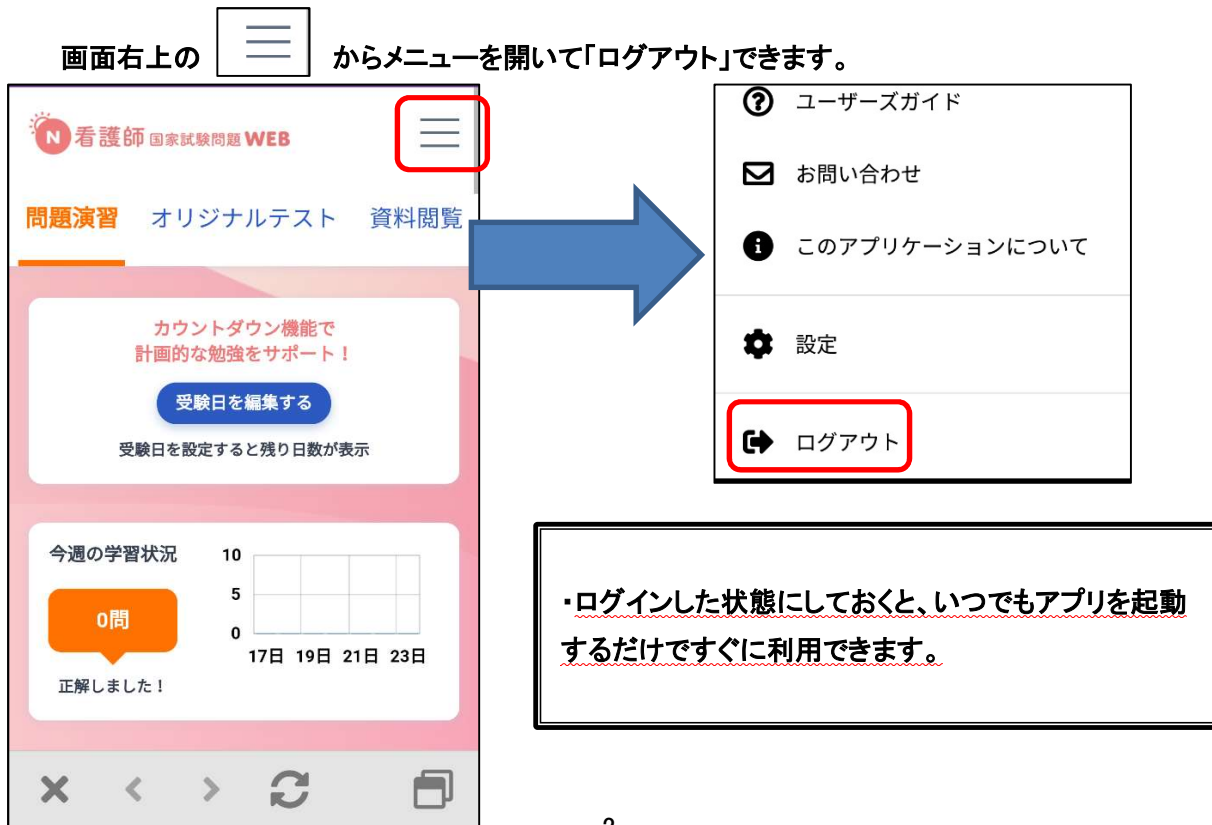 画面右上の からメニューを開いて「ログアウト」できます。
N 看護師 国家試験問題 WEB
問題演習 オリジナルテスト 資料閲覧
カウントダウン機能で
計画的な勉強をサポート！
受験日を編集する
受験日を設定すると残り日数が表示
今週の学習状況
0問
正解しました！
10
5
0
17日 19日 21日 23日
ユーザーズガイド
お問い合わせ
このアプリケーションについて
設定
ログアウト
・ログインした状態にしておくと、いつでもアプリを起動
するだけですぐに利用できます。